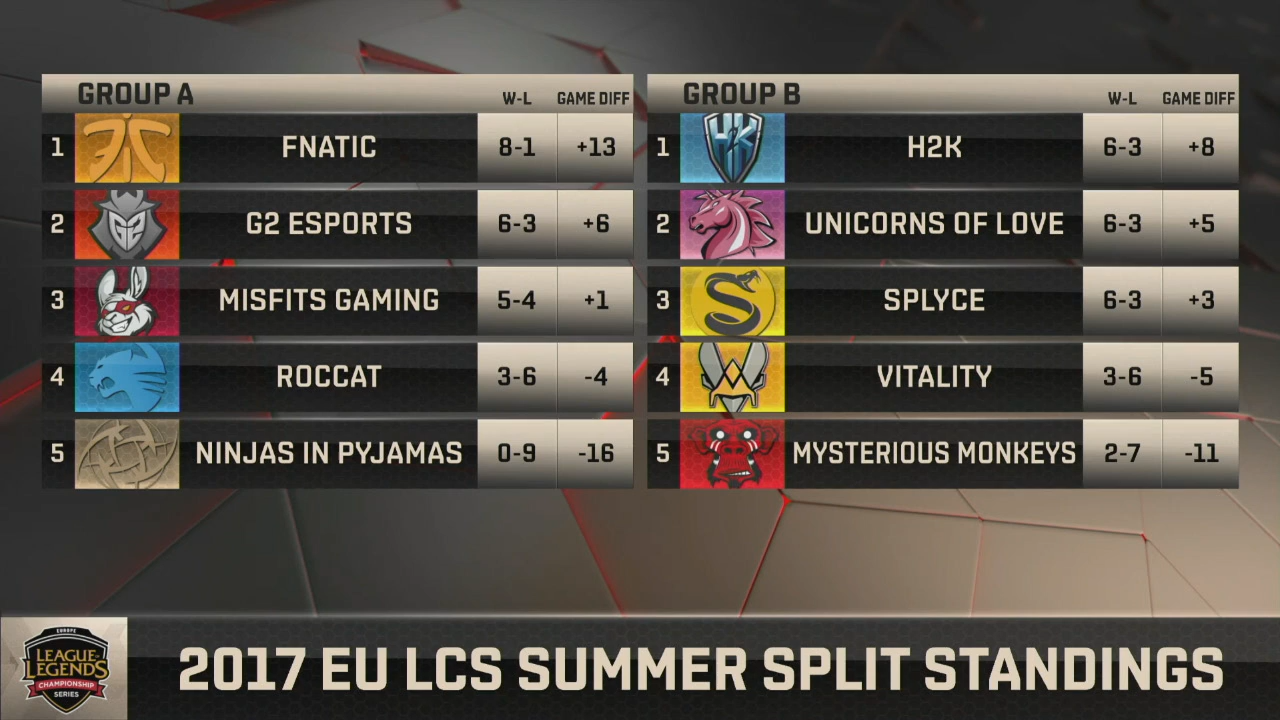 GROUP A W-L GAME DIFF
1 FNATIC 8-1 +13
2 G2 ESPORTS 6-3 +6
3 MISFITS GAMING 5-4 +1
4 ROCCAT 3-6 -4
5 NINJAS IN PYJAMAS 0-9 -16
GROUP B W-L GAME DIFF
1 H2K H2K 6-3 +8
2 UNICORNS OF LOVE 6-3 +5
3 SPLYCE 6-3 +3
4 VITALITY 3-6 -5
5 MYSTERIOUS MONKEYS 2-7 -11
EUROPE
LEAGUE OF
LEGENDS
CHAMPIONSHIP
SERIES
2017 EU LCS SUMMER SPLIT STANDINGS